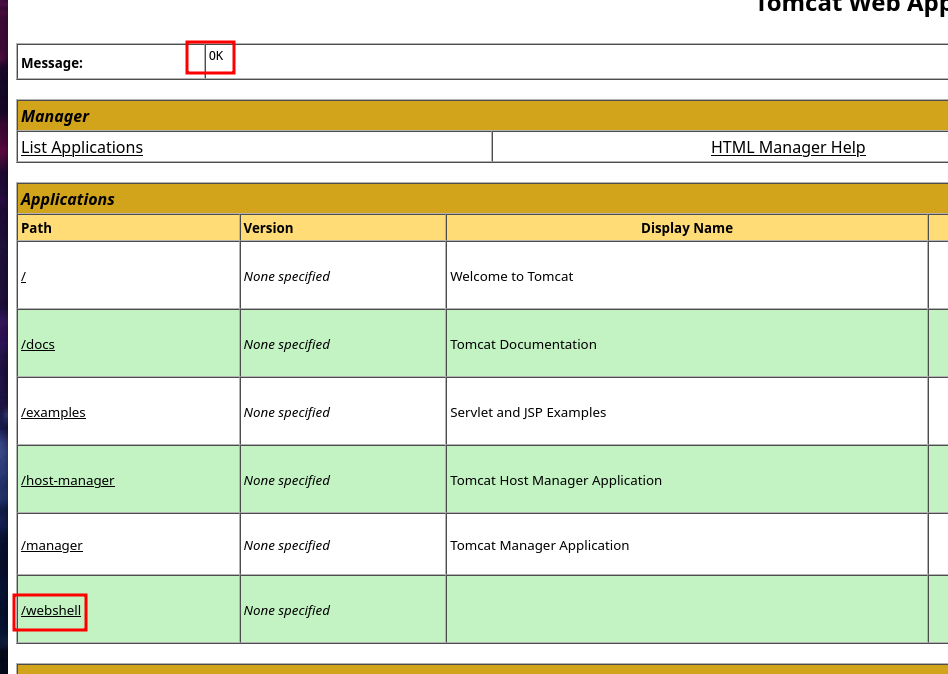 Tomcat Web App
Message: OK
Manager
List Applications HTML Manager Help
Applications
Path Version Display Name
/ None specified Welcome to Tomcat
/docs None specified Tomcat Documentation
/examples None specified Servlet and JSP Examples
/host-manager None specified Tomcat Host Manager Application
/manager None specified Tomcat Manager Application
/webshell None specified